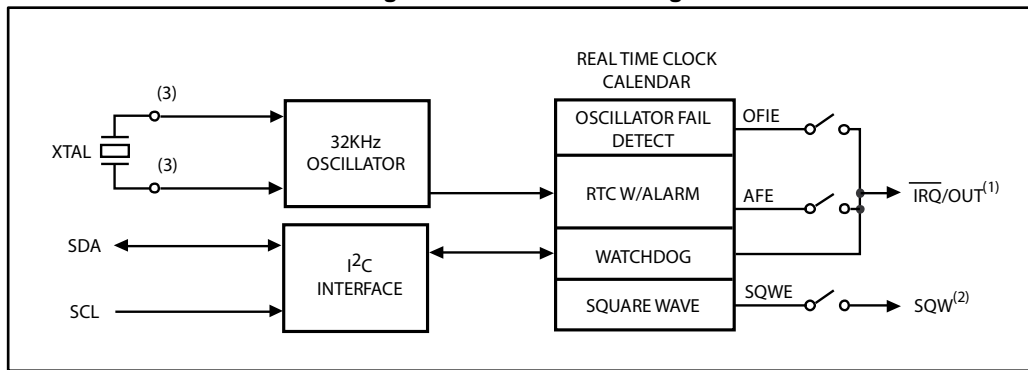 REAL TIME CLOCK
CALENDAR
XTAL
(3)
(3)
32KHz
OSCILLATOR
OSCILLATOR FAIL
DETECT
OFIE
RTC W/ALARM
AFE
IRQ/OUT(1)
SDA
SCL
I2C
INTERFACE
WATCHDOG
SQUARE WAVE
SQWE
SQW(2)